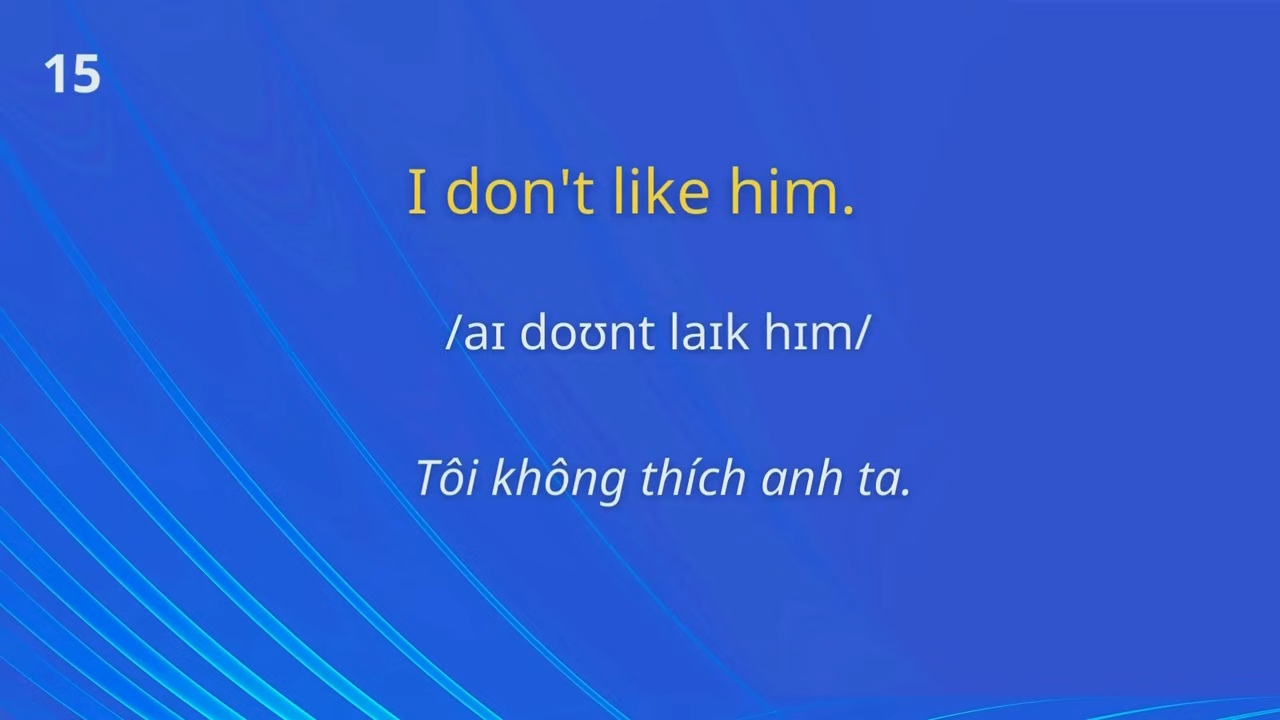 15
I don't like him.
/aɪ doʊnt laɪk hɪm/
Tôi không thích anh ta.